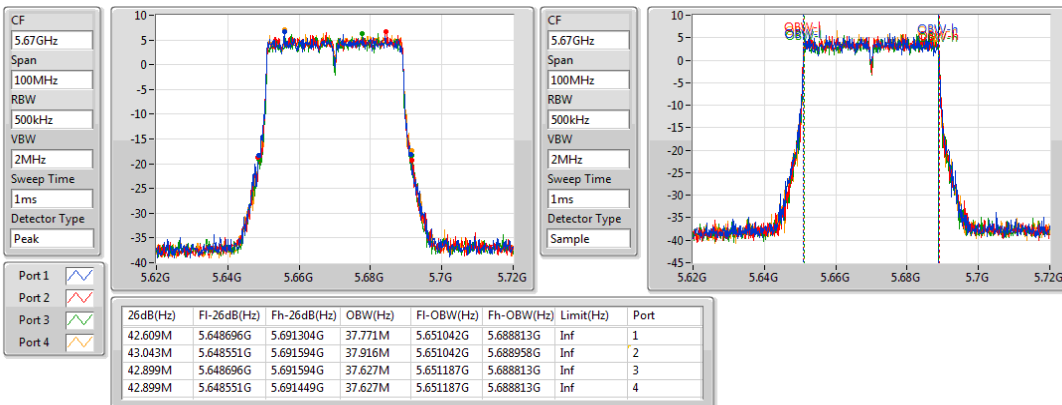 CF
5.67GHz
Span
100MHz
RBW
500kHz
VBW
2MHz
Sweep Time
1ms
Detector Type
Peak
Port 1
Port 2
Port 3
Port 4
10
5
0
-5
-10
-15
-20
-25
-30
-35
-40
5.62G 5.64G 5.66G 5.68G 5.7G 5.72G
CF
5.67GHz
Span
100MHz
RBW
500kHz
VBW
2MHz
Sweep Time
1ms
Detector Type
Sample
10
5
0
-5
-10
-15
-20
-25
-30
-35
-40
-45
OBW-l OBW-h
5.62G 5.64G 5.66G 5.68G 5.7G 5.72G
26dB(Hz) Fl-26dB(Hz) Fh-26dB(Hz) OBW(Hz) Fl-OBW(Hz) Fh-OBW(Hz) Limit(Hz) Port
42.609M 5.648696G 5.691304G 37.771M 5.651042G 5.688813G Inf 1
43.043M 5.648551G 5.691594G 37.916M 5.651042G 5.688958G Inf 2
42.899M 5.648696G 5.691594G 37.627M 5.651187G 5.688813G Inf 3
42.899M 5.648551G 5.691449G 37.627M 5.651187G 5.688813G Inf 4